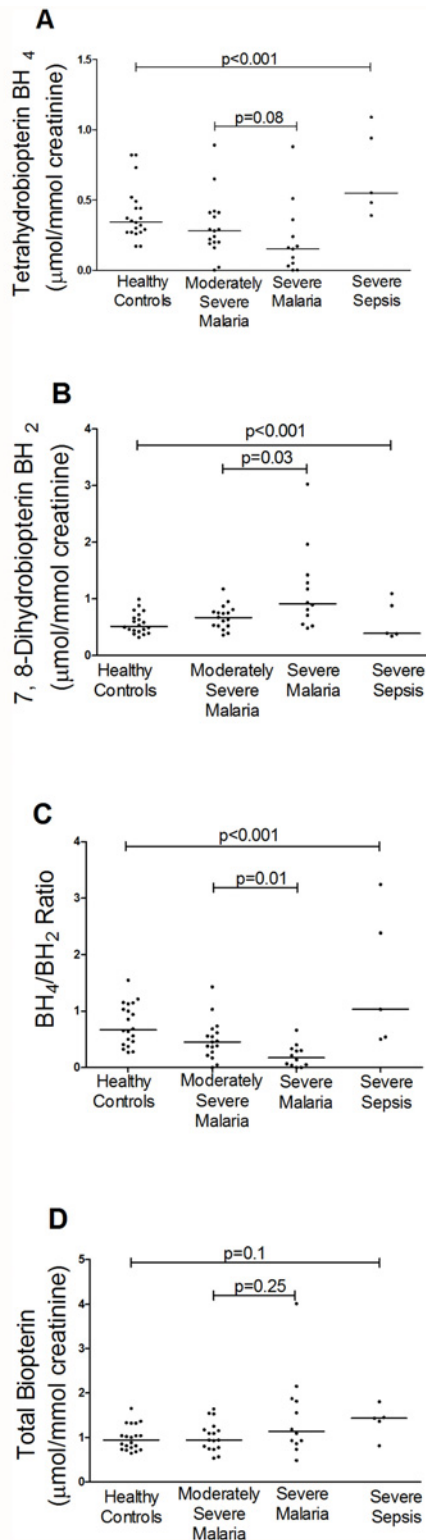 A
Tetrahydrobiopterin BH 4
(μmol/mmol creatinine)
1.5
1.0
0.5
0.0
p<0.001
p=0.08
Healthy
Controls
Moderately
Severe
Malaria
Severe
Malaria
Severe
Sepsis
B
7, 8-Dihydrobiopterin BH 2
(μmol/mmol creatinine)
4
3
2
1
0
p<0.001
p=0.03
Healthy
Controls
Moderately
Severe
Malaria
Severe
Malaria
Severe
Sepsis
C
BH4/BH2 Ratio
4
3
2
1
0
p<0.001
p=0.01
Healthy
Controls
Moderately
Severe
Malaria
Severe
Malaria
Severe
Sepsis
D
Total Biopterin
(μmol/mmol creatinine)
5
4
3
2
1
0
p=0.1
p=0.25
Healthy
Controls
Moderately
Severe
Malaria
Severe
Malaria
Severe
Sepsis